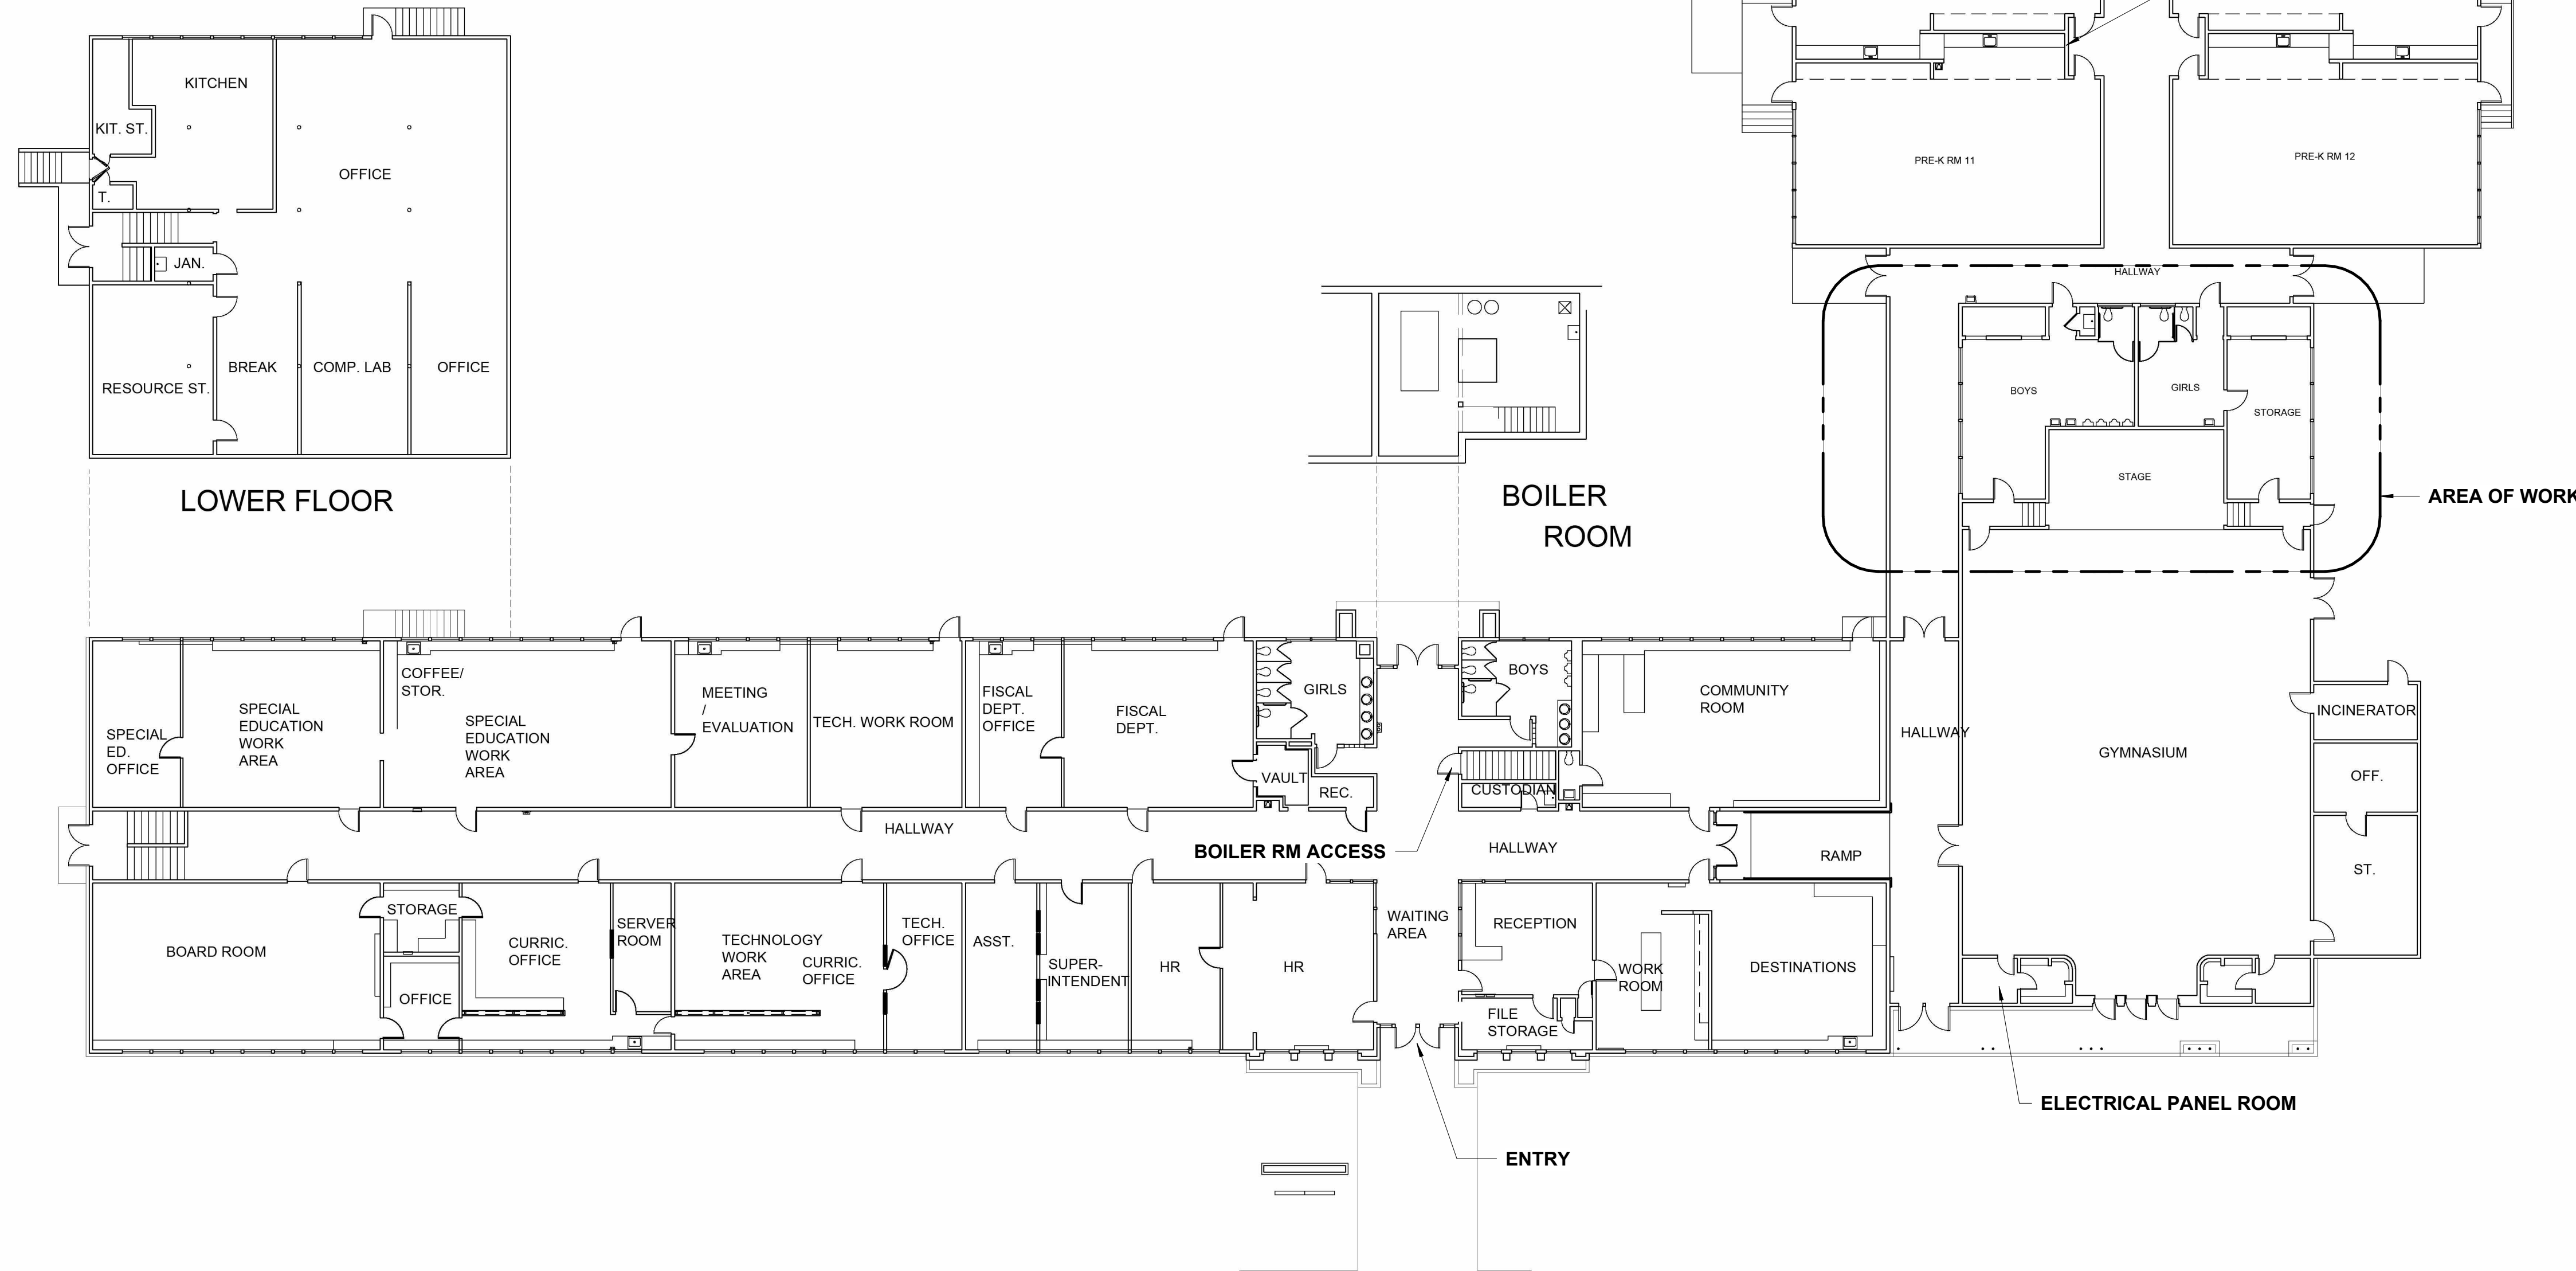 KITCHEN
KIT. ST.
OFFICE
T.
JAN.
RESOURCE ST.
BREAK
COMP. LAB
OFFICE
LOWER FLOOR
BOILER
ROOM
PRE-K RM 11
PRE-K RM 12
HALLWAY
BOYS
GIRLS
STORAGE
STAGE
AREA OF WORK
SPECIAL
ED.
OFFICE
SPECIAL
EDUCATION
WORK
AREA
COFFEE/
STOR.
SPECIAL
EDUCATION
WORK
AREA
MEETING
/
EVALUATION
TECH. WORK ROOM
FISCAL
DEPT.
OFFICE
FISCAL
DEPT.
GIRLS
VAULT
REC.
BOYS
CUSTODIAN
COMMUNITY
ROOM
HALLWAY
GYMNASIUM
INCINERATOR
OFF.
ST.
HALLWAY
BOILER RM ACCESS
HALLWAY
RAMP
BOARD ROOM
STORAGE
OFFICE
CURRIC.
OFFICE
SERVER
ROOM
TECHNOLOGY
WORK
AREA
CURRIC.
OFFICE
TECH.
OFFICE
ASST.
SUPER-
INTENDENT
HR
HR
WAITING
AREA
RECEPTION
FILE
STORAGE
WORK
ROOM
DESTINATIONS
ELECTRICAL PANEL ROOM
ENTRY